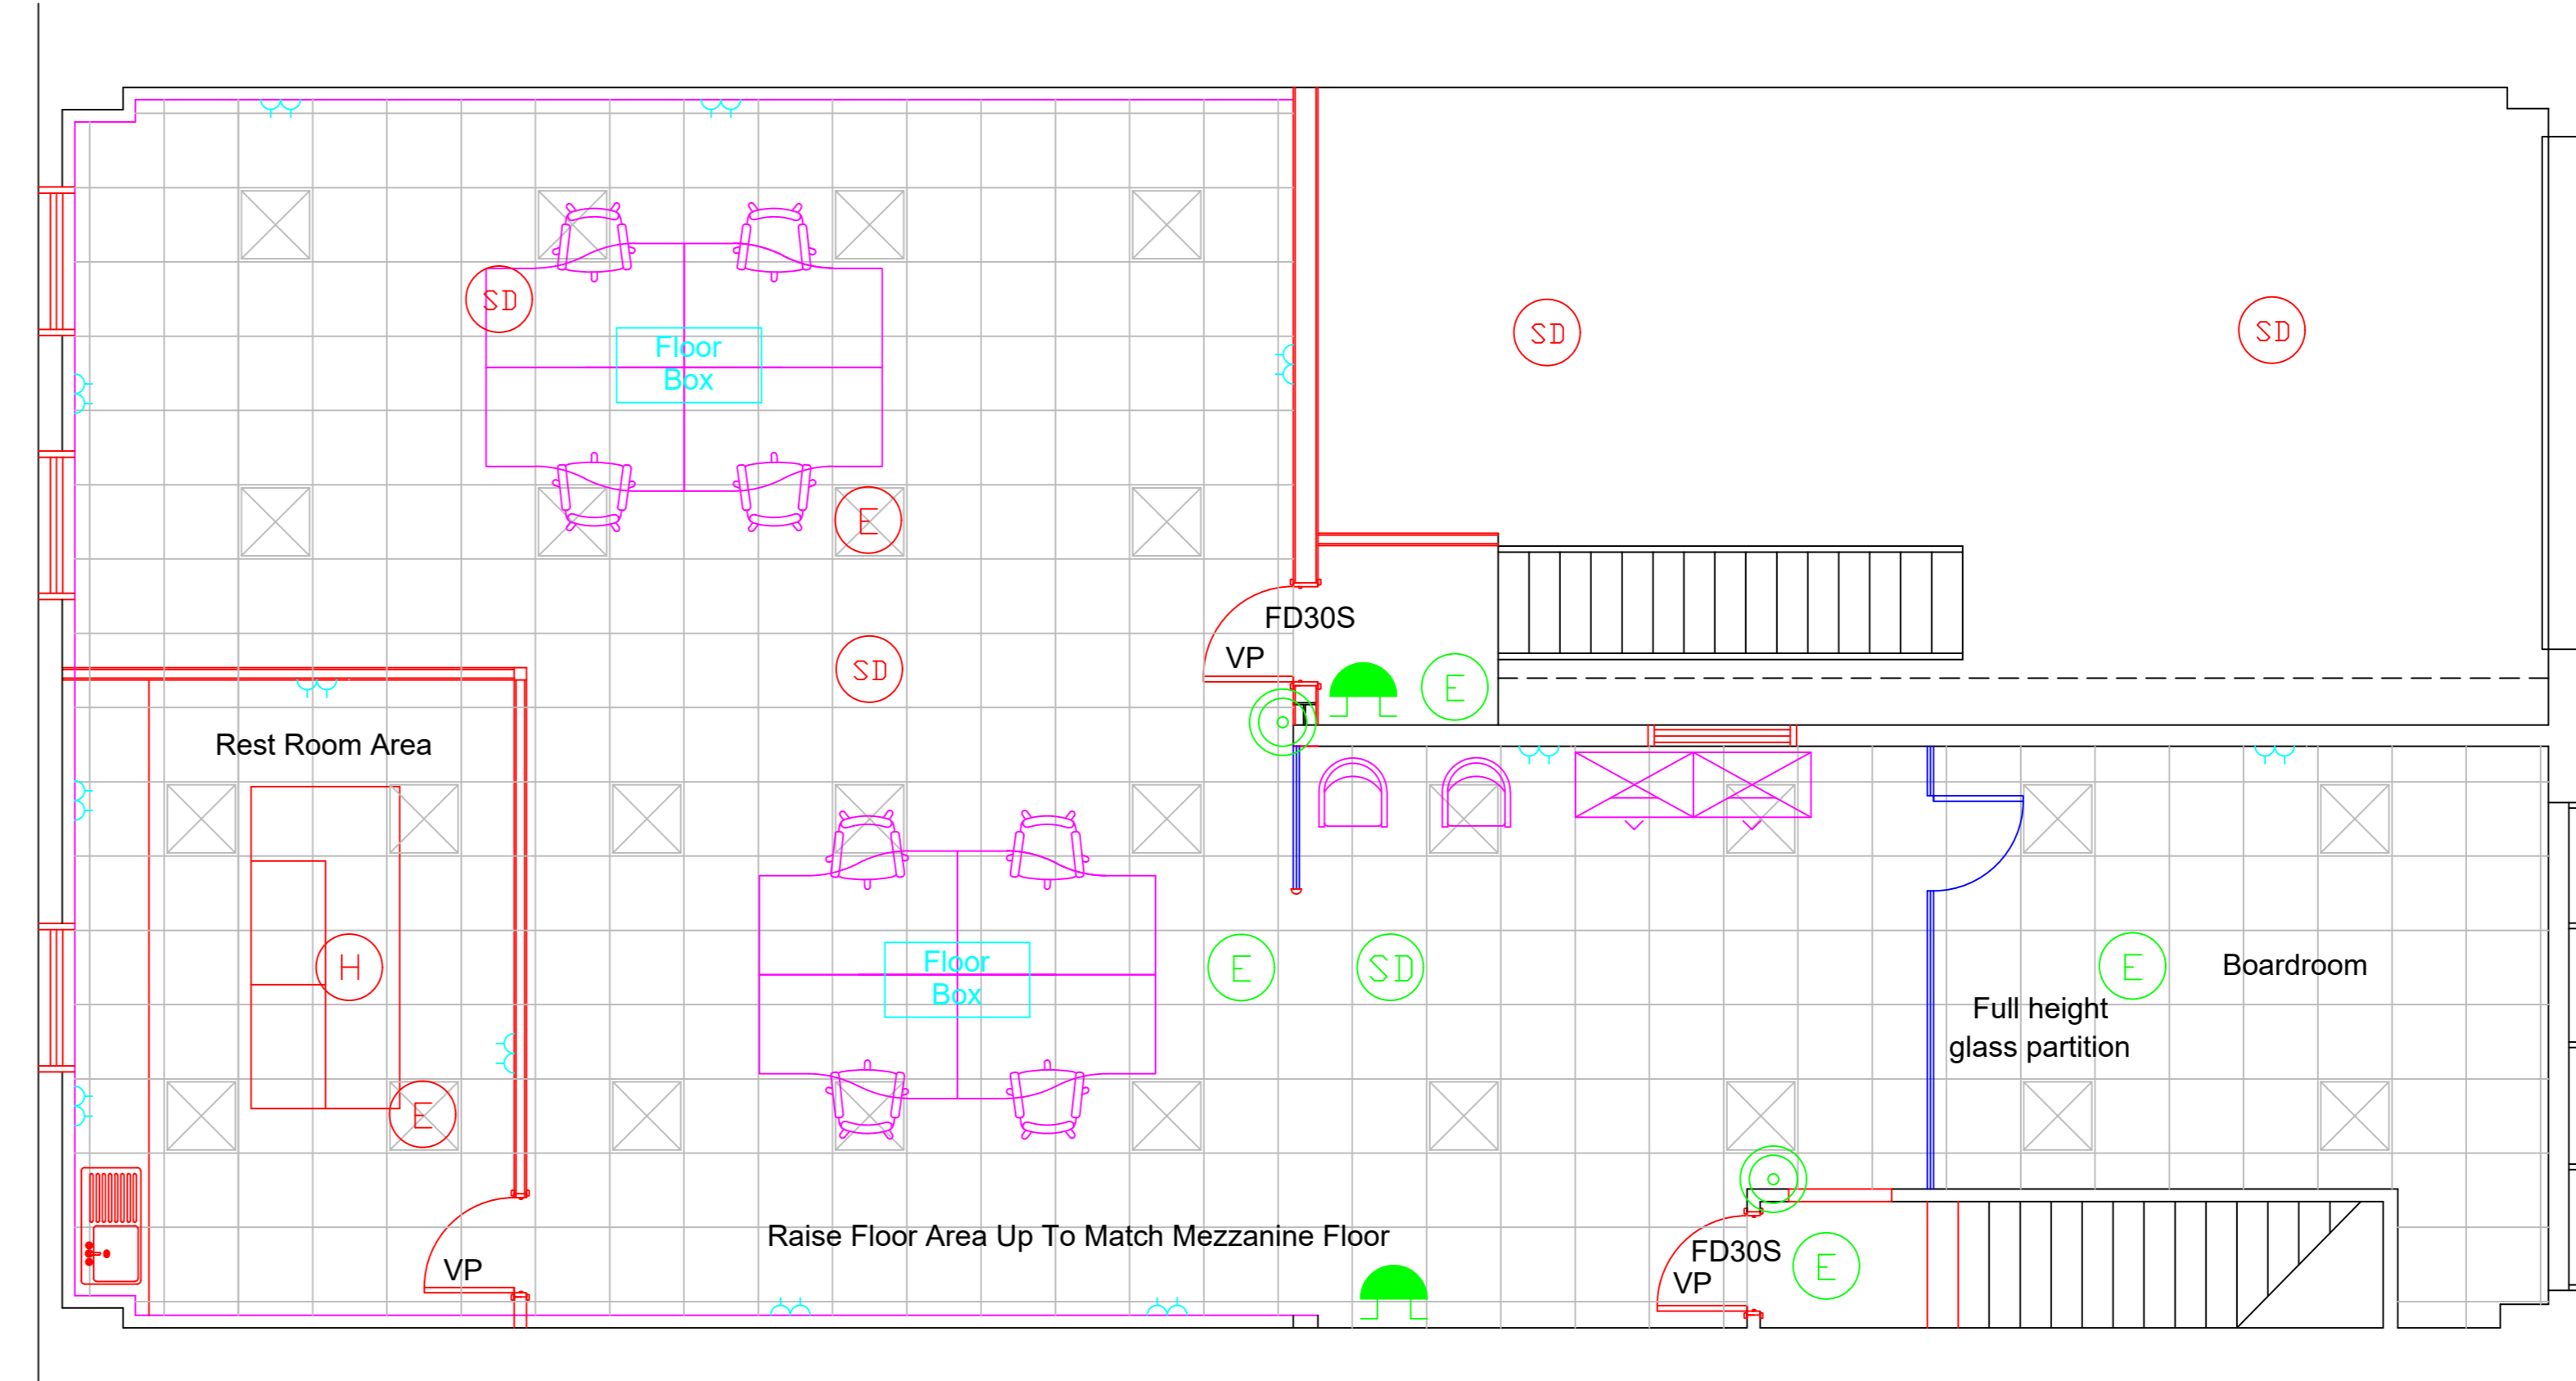 SD
Floor
Box
SD
SD
E
FD30S
VP
SD
E
Rest Room Area
H
E
Floor
Box
E
SD
E
Boardroom
Full height
glass partition
VP
Raise Floor Area Up To Match Mezzanine Floor
FD30S
VP
E